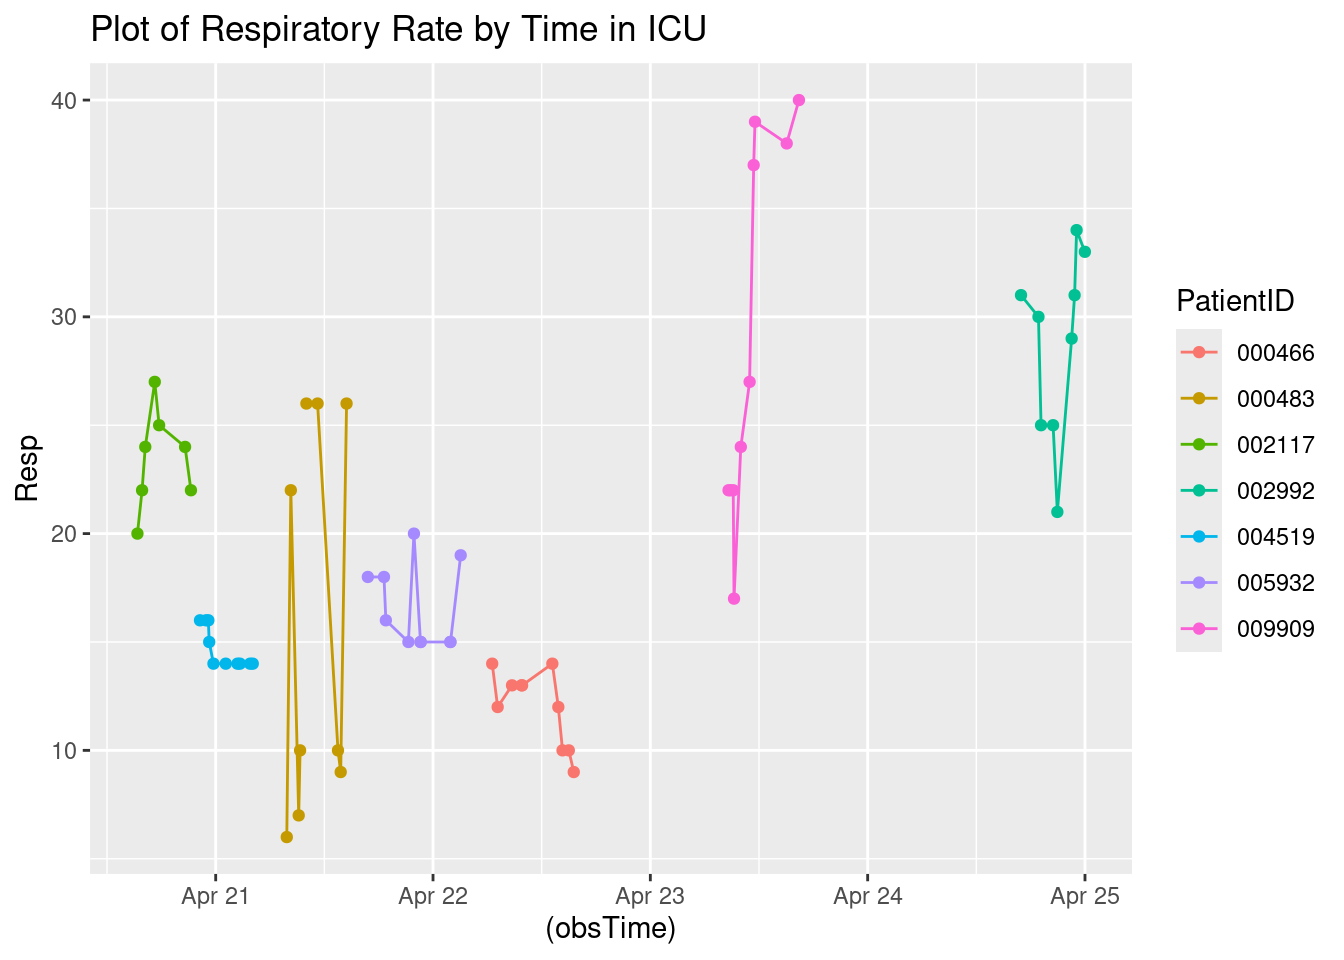 Plot of Respiratory Rate by Time in ICU
Resp
40
30
20
10
Apr 21
Apr 22
Apr 23
Apr 24
Apr 25
(obsTime)
PatientID
000466
000483
002117
002992
004519
005932
009909